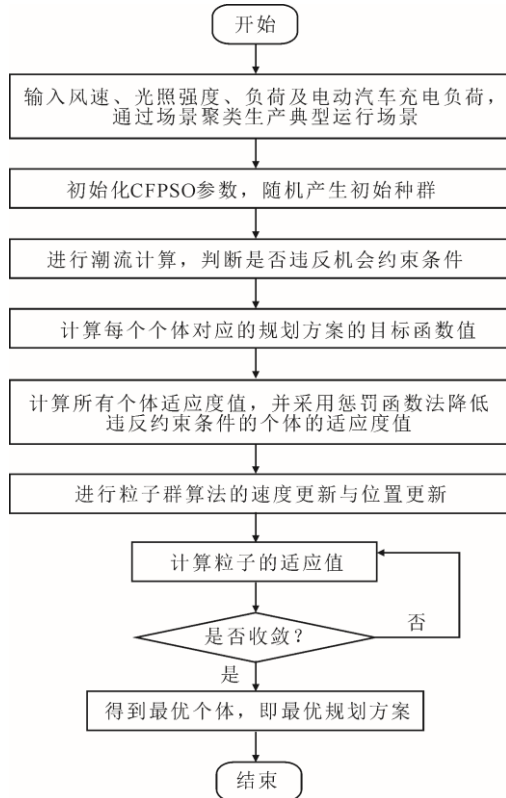 开始
输入风速、光照强度、负荷及电动汽车充电负荷，
通过场景聚类生产典型运行场景
初始化CFPSO参数，随机产生初始种群
进行潮流计算，判断是否违反机会约束条件
计算每个个体对应的规划方案的目标函数值
计算所有个体适应度值，并采用惩罚函数法降低
违反约束条件的个体的适应度值
进行粒子群算法的速度更新与位置更新
计算粒子的适应值
是否收敛？
否
是
得到最优个体，即最优规划方案
结束